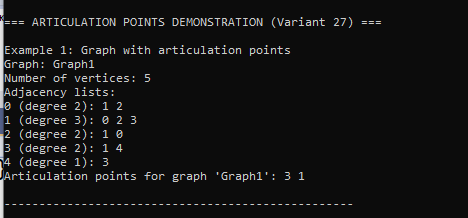 === ARTICULATION POINTS DEMONSTRATION (Variant 27) ===
Example 1: Graph with articulation points
Graph: Graph1
Number of vertices: 5
Adjacency lists:
0 (degree 2): 1 2
1 (degree 3): 0 2 3
2 (degree 2): 1 0
3 (degree 2): 1 4
4 (degree 1): 3
Articulation points for graph 'Graph1': 3 1
--------------------------------------------------